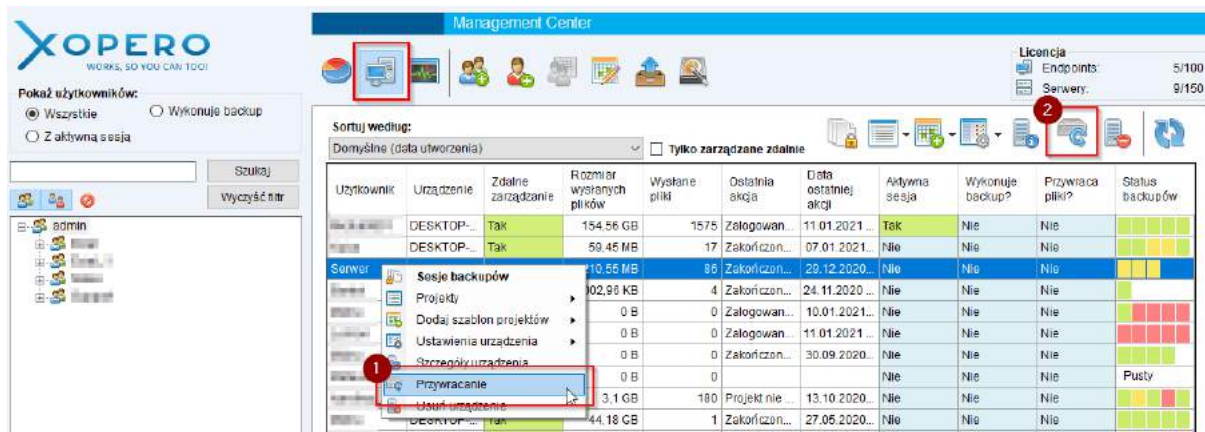 XOPERO
WORKS, SO YOU CAN TOO!
Pokaż użytkowników:
Wszystkie
Wykonuje backup
Z aktywną sesją
Szukaj
Wyczyść filtr
admin
Management Center
Licencja
Endpoints: 5/100
Serwery: 9/150
2
Sortuj według:
Domyślne (data utworzenia)
Tylko zarządzane zdalnie
Użytkownik Urządzenie Zdalne zarządzanie Rozmiar wysłanych plików Wysłane pliki Ostatnia akcja Data ostatniej akcji Aktywna sesja Wykonuje backup? Przywraca pliki? Status backupów
DESKTOP-... Tak 154,56 GB 1575 Zalogowan... 11.01.2021... Tak Nie Nie
DESKTOP-... Tak 59,45 MB 17 Zakończon... 07.01.2021... Nie Nie Nie
Serwer 210,55 MB 86 Zakończon... 29.12.2020... Nie Nie Nie
02,96 KB 4 Zakończon... 24.11.2020... Nie Nie Nie
0 B 0 Zalogowan... 10.01.2021... Nie Nie Nie
0 B 0 Zalogowan... 11.01.2021... Nie Nie Nie
0 B 0 Zakończon... 30.09.2020... Nie Nie Nie
0 B 0 Nie Nie Nie Pusty
3,1 GB 180 Projekt nie ... 13.10.2020... Nie Nie Nie
DESKTOP-... Tak 44,18 GB 1 Zakończon... 27.05.2020... Nie Nie Nie
Sesje backupów
Projekty
Dodaj szablon projektów
Ustawienia urządzenia
Szczegóły urządzenia
1
Przywracanie
Usuń urządzenie